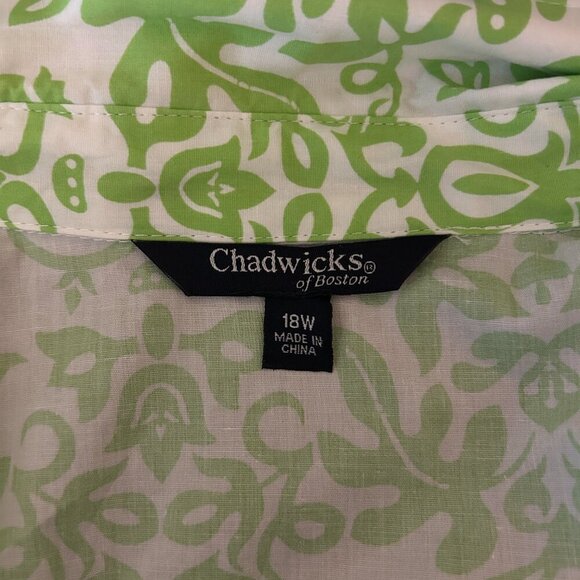 Chadwicks®
of Boston
18W
MADE IN
CHINA